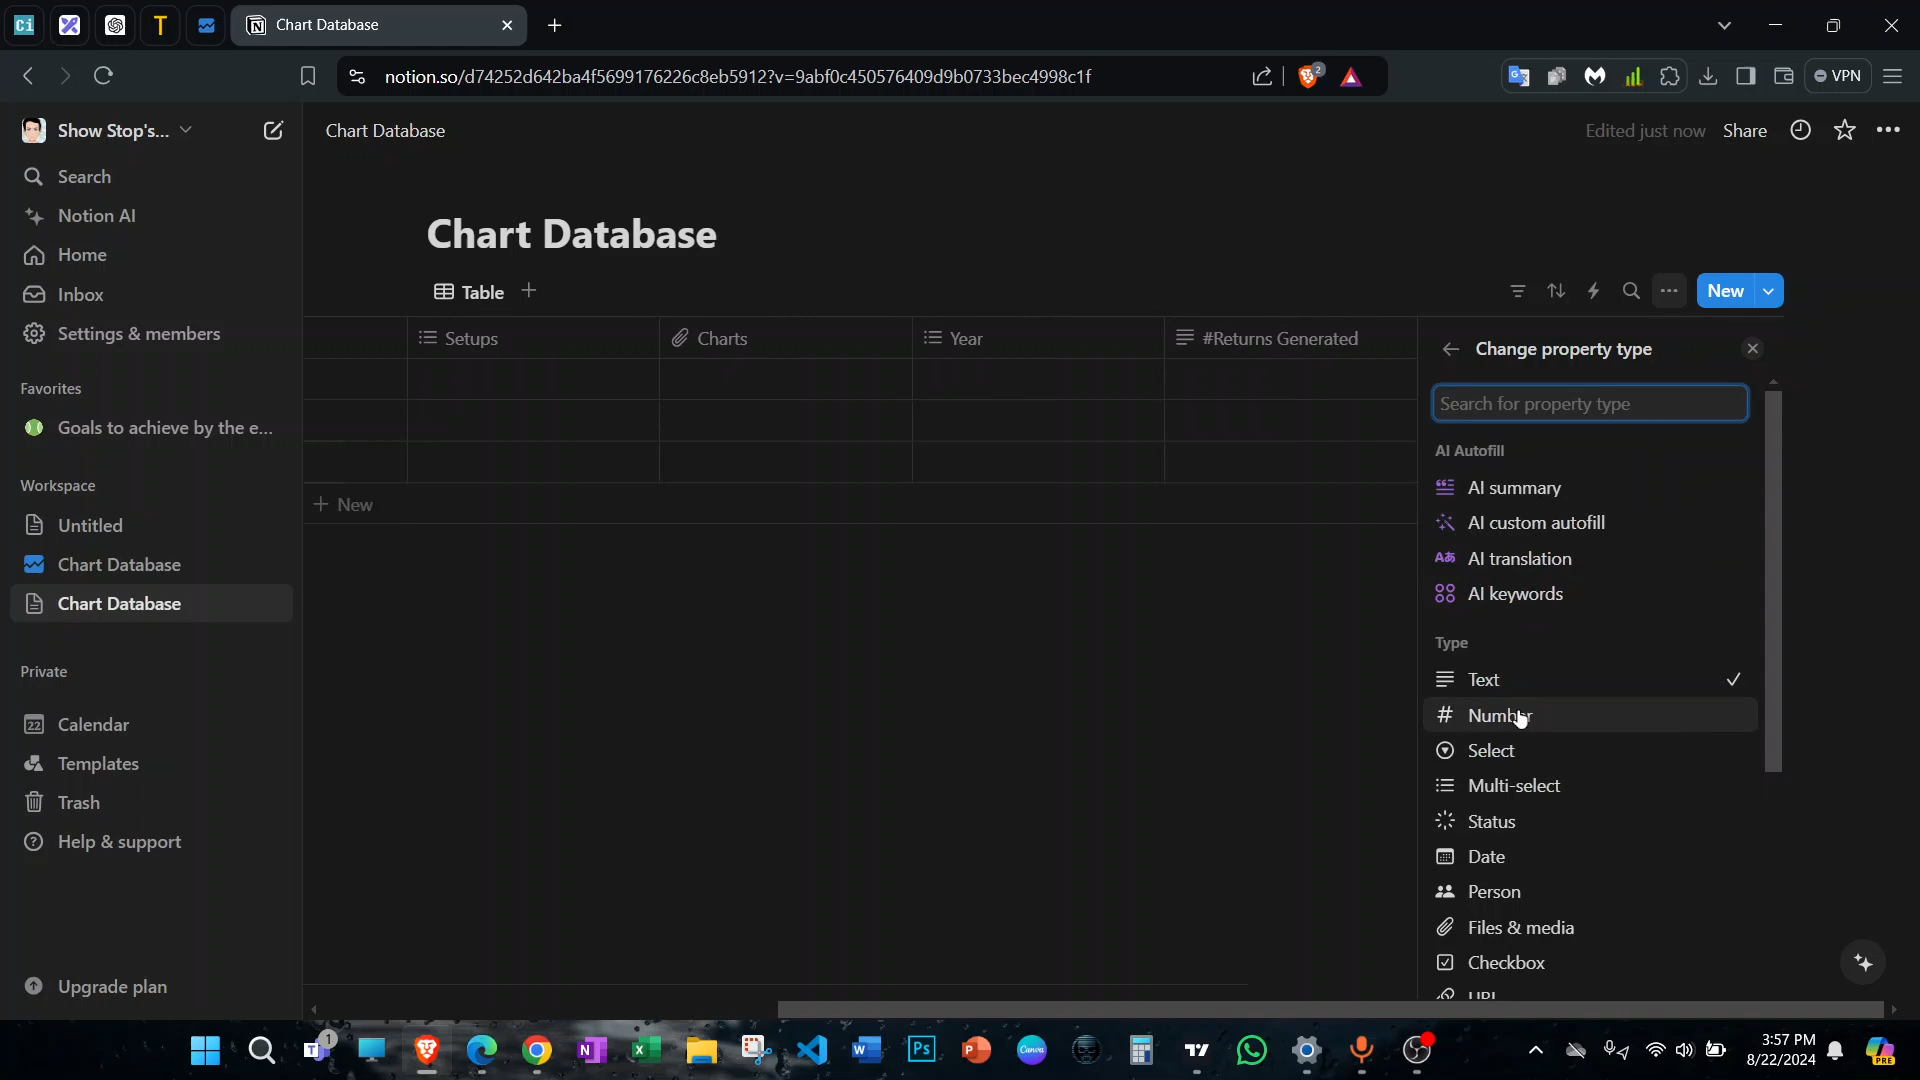 Chart Database
notion.so/d74252d642ba4f5699176226c8eb5912?v=9abf0c450576409d9b0733bec4998c1f
2
VPN
Show Stop's...
Chart Database
Edited just now
Share
Search
Notion AI
Home
Inbox
Settings & members
Favorites
Goals to achieve by the e...
Workspace
Untitled
Chart Database
Chart Database
Private
Calendar
Templates
Trash
Help & support
Upgrade plan
Chart Database
Table
New
Setups
Charts
Year
#Returns Generated
New
Change property type
Search for property type
AI Autofill
AI summary
AI custom autofill
AI translation
AI keywords
Type
Text
Number
Select
Multi-select
Status
Date
Person
Files & media
Checkbox
URL
3:57 PM
8/22/2024